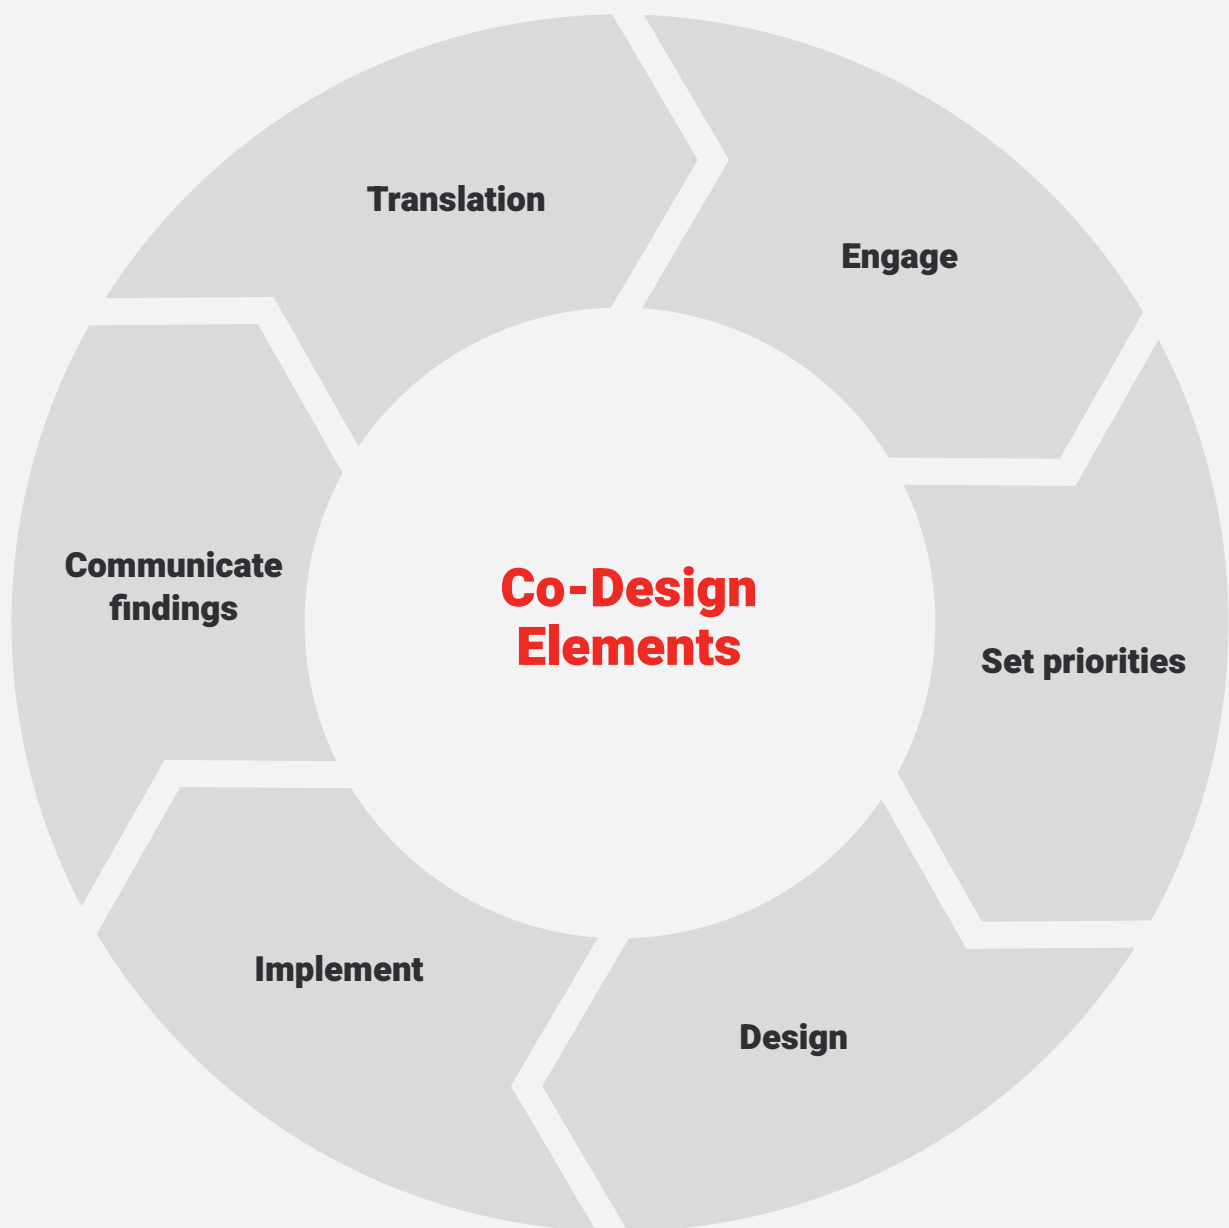 Translation
Engage
Communicate
findings
Co-Design
Elements
Set priorities
Implement
Design